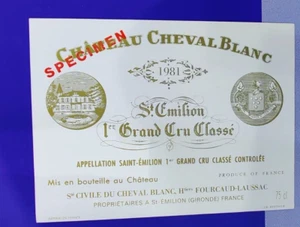 SPECIMEN
CHÂTEAU CHEVAL BLANC
1981
St Emilion
1er Grand Cru Classé
APPELLATION SAINT-ÉMILION 1er GRAND CRU CLASSÉ CONTRÔLÉE
Mis en bouteille au Château
PRODUCE OF FRANCE
Sté CIVILE DU CHEVAL BLANC, Hers FOURCAUD-LAUSSAC
PROPRIÉTAIRES A St-ÉMILION (GIRONDE) FRANCE
75 cl